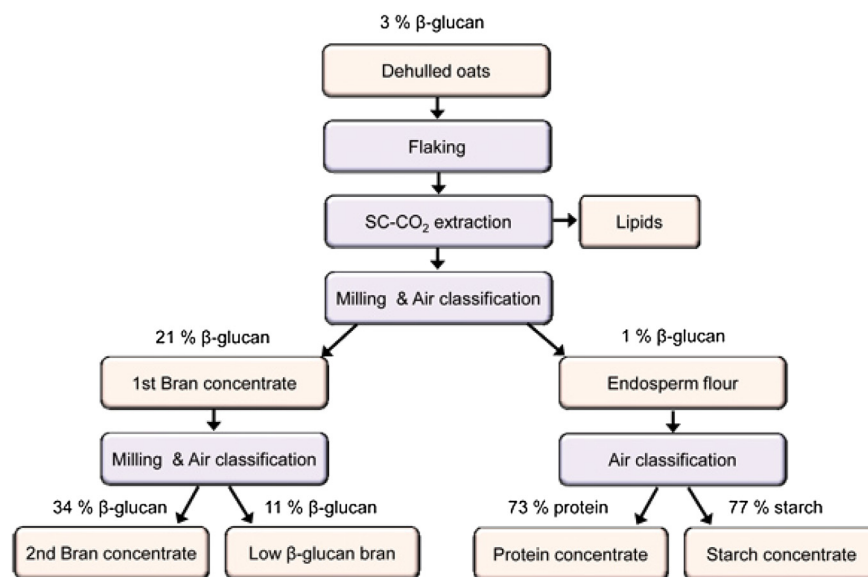 3 % β-glucan
Dehulled oats
Flaking
SC-CO₂ extraction
Lipids
Milling & Air classification
21 % β-glucan
1 % β-glucan
1st Bran concentrate
Endosperm flour
Milling & Air classification
Air classification
34 % β-glucan
11 % β-glucan
73 % protein
77 % starch
2nd Bran concentrate
Low β-glucan bran
Protein concentrate
Starch concentrate